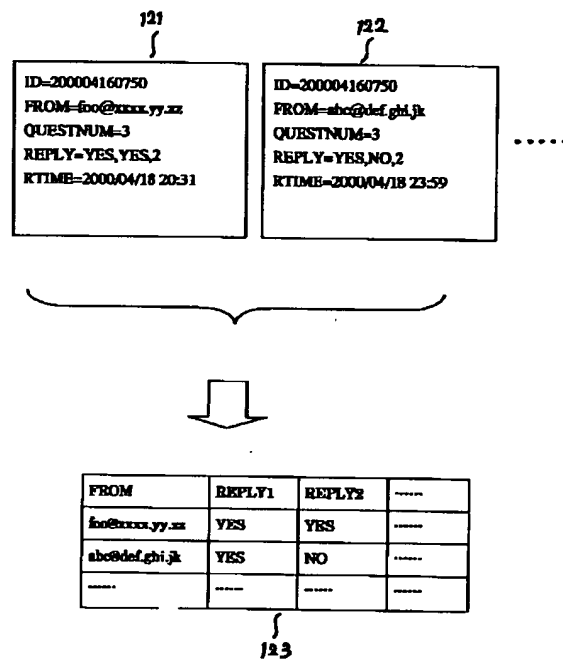 121
122
ID=200004160750
FROM=foo@xxxx.yy.xz
QUESTNUM=3
REPLY=YES,YES,2
RTIME=2000/04/18 20:31
ID=200004160750
FROM=abc@def.ghi.jk
QUESTNUM=3
REPLY=YES,NO,2
RTIME=2000/04/18 23:59
FROM REPLY1 REPLY2 ------
foo@xxxx.yy.xz YES YES ------
abc@def.ghi.jk YES NO ------
------ ------ ------ ------
123